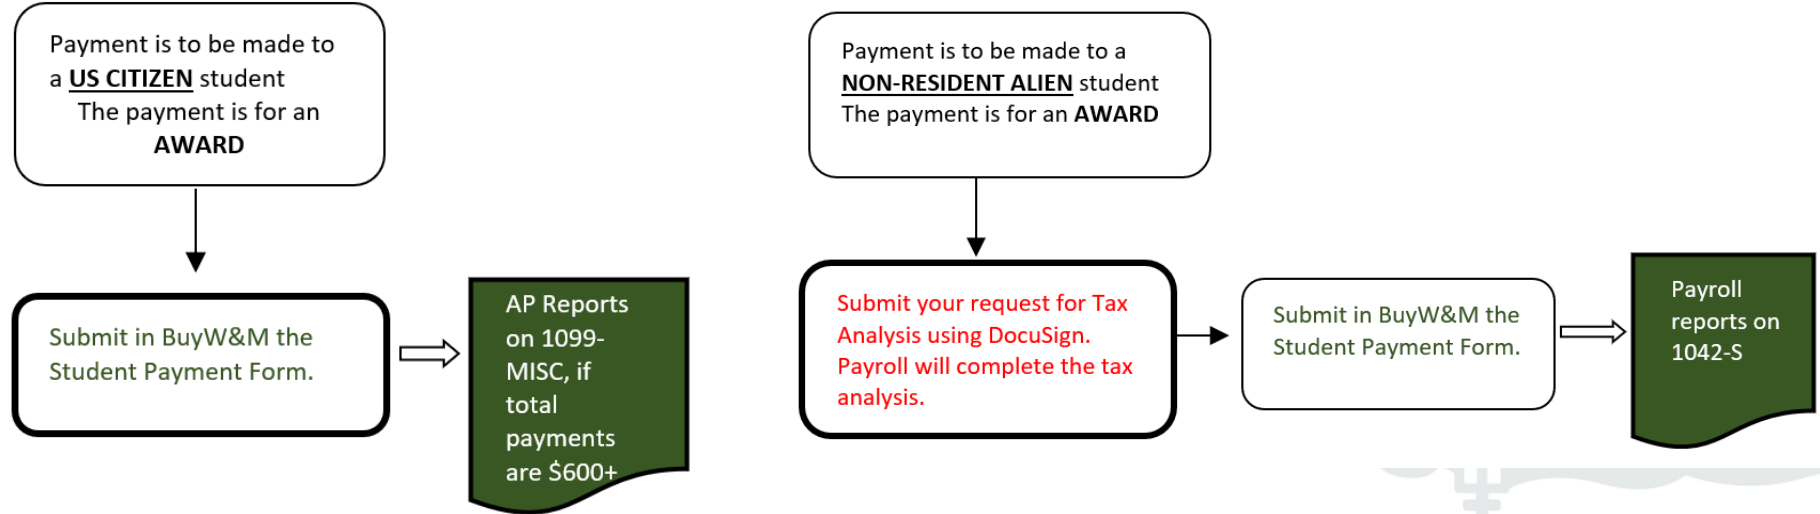 Payment is to be made to
a US CITIZEN student
The payment is for an
AWARD
Submit in BuyW&M the
Student Payment Form.
AP Reports
on 1099-
MISC, if
total
payments
are $600+
Payment is to be made to a
NON-RESIDENT ALIEN student
The payment is for an AWARD
Submit your request for Tax
Analysis using DocuSign.
Payroll will complete the tax
analysis.
Submit in BuyW&M the
Student Payment Form.
Payroll
reports on
1042-S